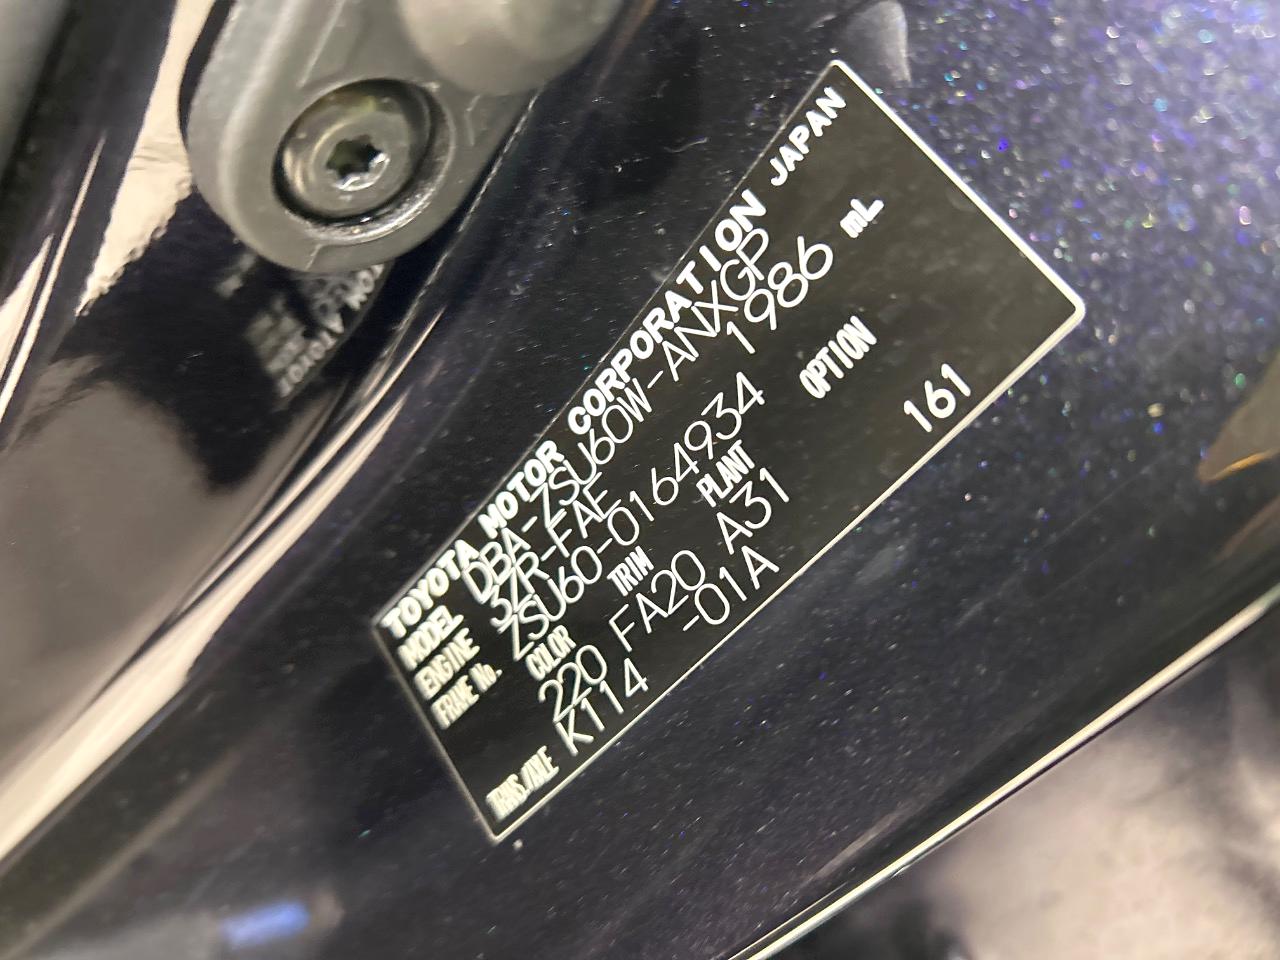 TOYOTA MOTOR CORPORATION JAPAN
MODEL DBA-ZSU60W-ANXGP
ENGINE 3ZR-FAE 1986 mL
FRAME No. ZSU60-0164934
COLOR TRIM PLANT OPTION
220 FA20 A31 161
TRANS./AXLE K114 -01A